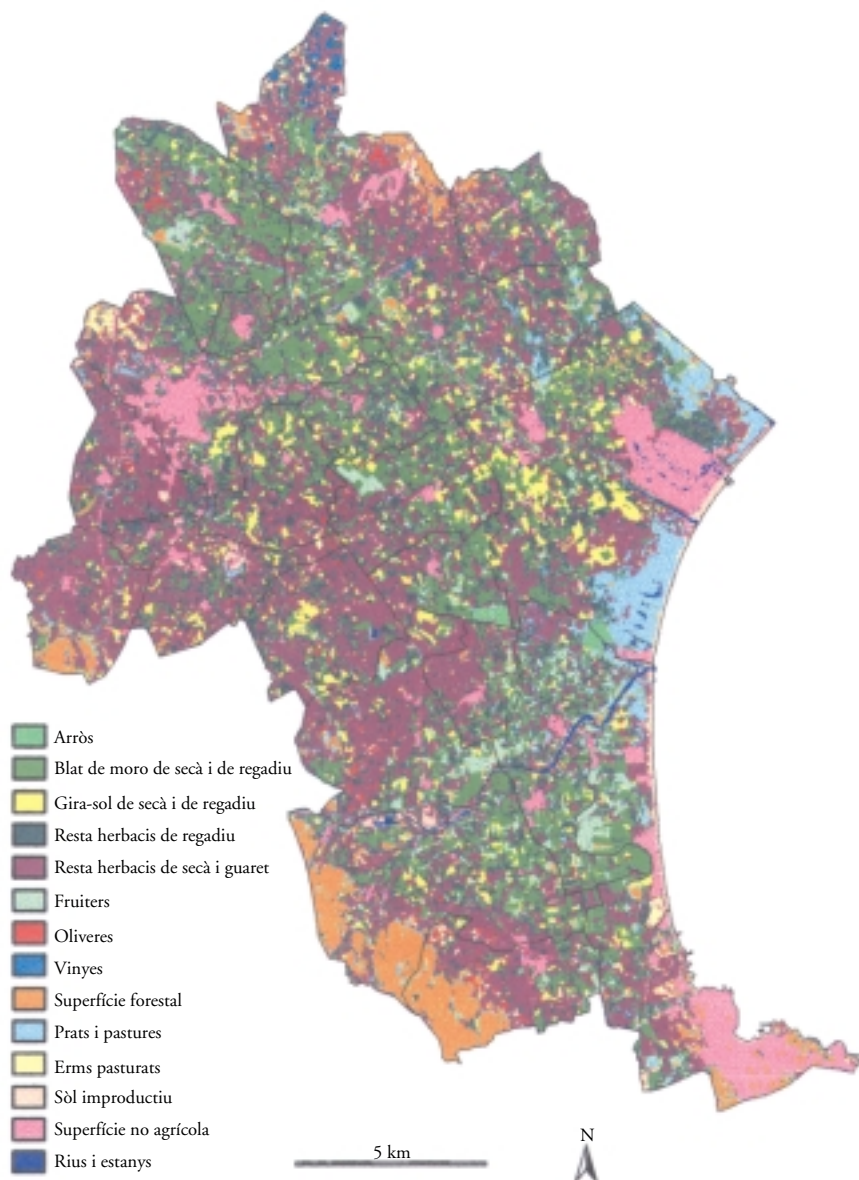 Arròs
Blat de moro de secà i de regadiu
Gira-sol de secà i de regadiu
Resta herbacis de regadiu
Resta herbacis de secà i guaret
Fruiters
Oliveres
Vinyes
Superfície forestal
Prats i pastures
Erms pasturats
Sòl improductiu
Superfície no agrícola
Rius i estanys
5 km
N